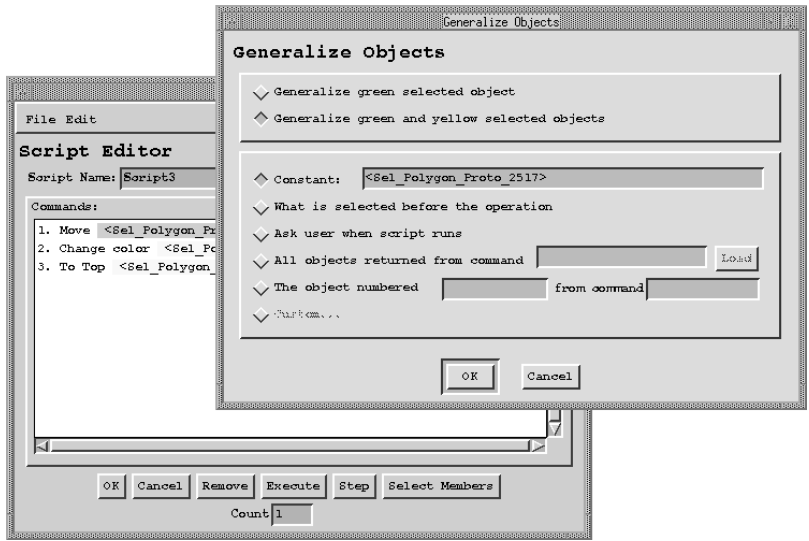 Generalize Objects
Generalize Objects
Generalize green selected object
Generalize green and yellow selected objects
Constant: <Sel_Polygon_Proto_2517>
What is selected before the operation
Ask user when script runs
All objects returned from command Load
The object numbered from command
Custom...
OK Cancel
File Edit
Script Editor
Script Name: Script3
Commands:
1. Move <Sel_Polygon_Pr
2. Change color <Sel_Po
3. To Top <Sel_Polygon_
OK Cancel Remove Execute Step Select Members
Count 1